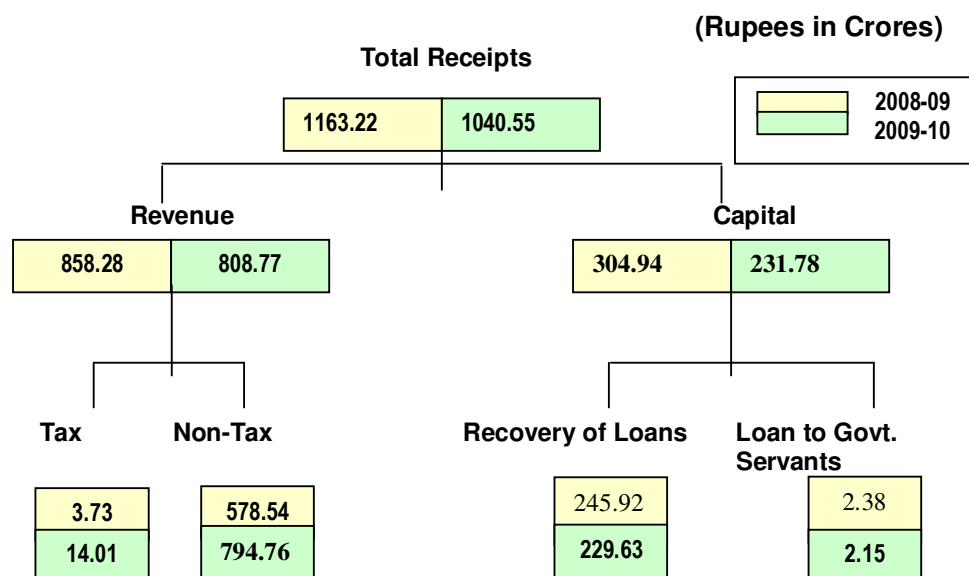 (Rupees in Crores)
Total Receipts
2008-09
2009-10
1163.22 1040.55
Revenue
Capital
858.28 808.77
304.94 231.78
Tax
Non-Tax
Recovery of Loans
Loan to Govt.
Servants
3.73
14.01
578.54
794.76
245.92
229.63
2.38
2.15